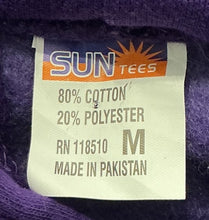 SUN TEES
80% COTTON
20% POLYESTER
RN 118510 M
MADE IN PAKISTAN